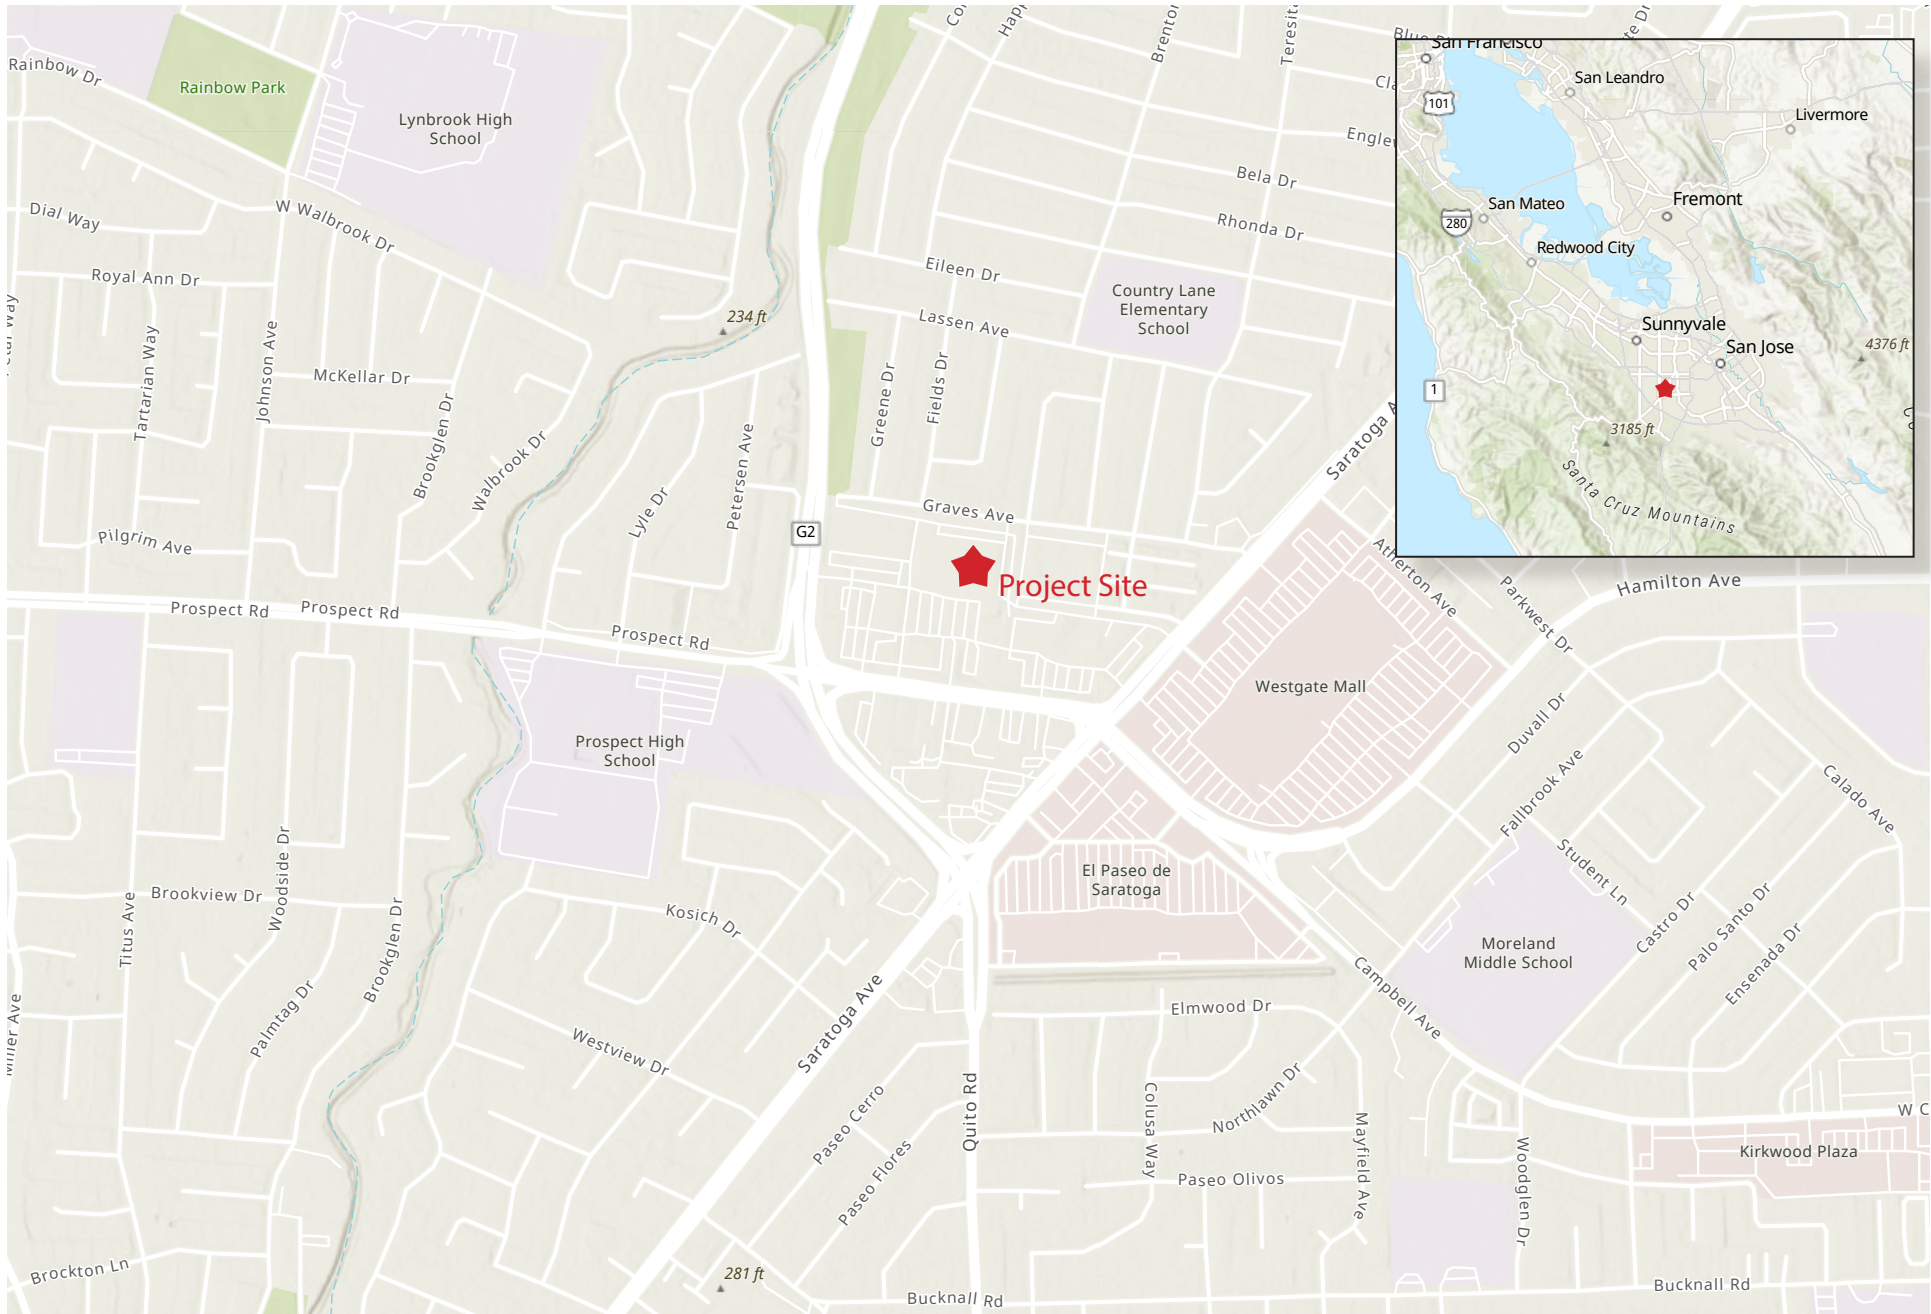 Rainbow Dr
Rainbow Park
Lynbrook High
School
Brenton
Teresita
Bela Dr
Rhonda Dr
Dial Way
W Walbrook Dr
Royal Ann Dr
Eileen Dr
Country Lane
Elementary
School
Lassen Ave
234 ft
Tartarian Way
Johnson Ave
McKellar Dr
Brookglen Dr
Walbrook Dr
Greene Dr
Fields Dr
Saratoga A
Lyle Dr
Petersen Ave
G2
Graves Ave
Pilgrim Ave
Project Site
Atherton Ave
Parkwest Dr
Hamilton Ave
Prospect Rd
Prospect Rd
Prospect Rd
Westgate Mall
Prospect High
School
Duvall Dr
Fallbrook Ave
Calado Ave
Student Ln
Woodside Dr
Brookview Dr
Titus Ave
Brookglen Dr
Kosich Dr
El Paseo de
Saratoga
Castro Dr
Palo Santo Dr
Ensenada Dr
Moreland
Middle School
Palmtag Dr
Miller Ave
Saratoga Ave
Campbell Ave
Elmwood Dr
Westview Dr
Paseo Cerro
Paseo Flores
Quito Rd
Colusa Way
Northlawn Dr
Mayfield Ave
Paseo Olivos
Woodglen Dr
W C
Kirkwood Plaza
Brockton Ln
281 ft
Bucknall Rd
Bucknall Rd
San Francisco
San Leandro
101
Livermore
San Mateo
Fremont
280
Redwood City
Sunnyvale
San Jose
4376 ft
1
3185 ft
Santa Cruz Mountains